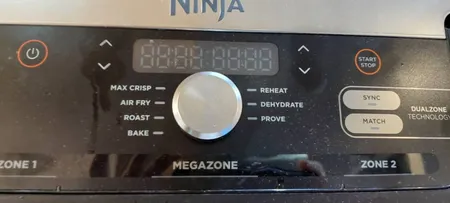 NINJA
MAX CRISP
AIR FRY
ROAST
BAKE
REHEAT
DEHYDRATE
PROVE
START
STOP
SYNC
MATCH
DUALZONE
TECHNOLOGY
ZONE 1
MEGAZONE
ZONE 2